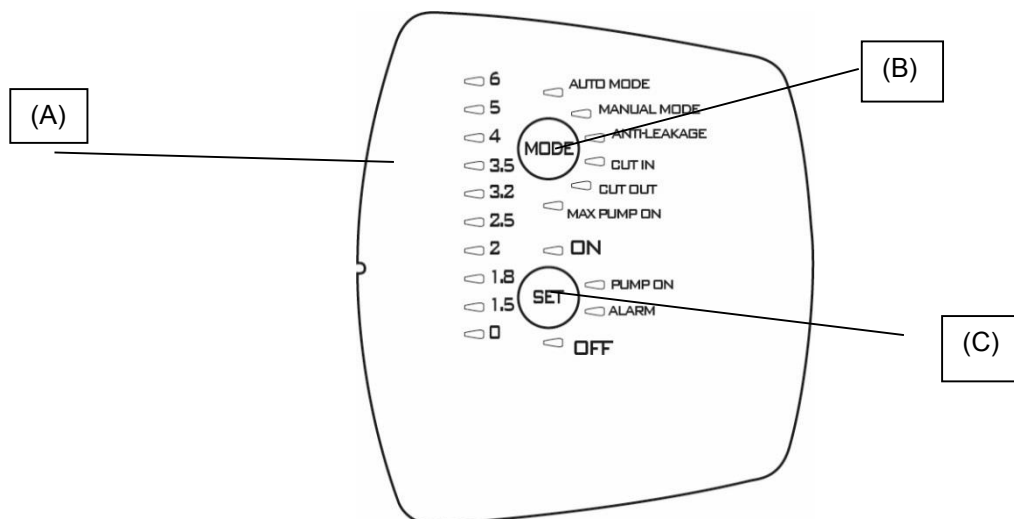 (A)
(B)
(C)
6
5
4
3.5
3.2
2.5
2
1.8
1.5
0
AUTO MODE
MANUAL MODE
ANTI-LEAKAGE
MODE
CUT IN
CUT OUT
MAX PUMP ON
ON
PUMP ON
SET
ALARM
OFF